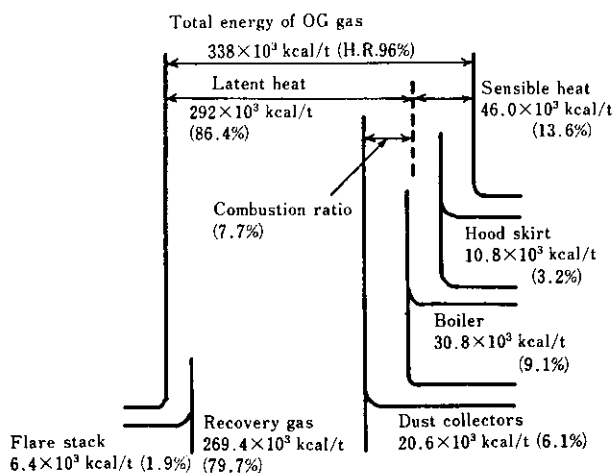 Total energy of OG gas
338×10³ kcal/t (H.R.96%)
Latent heat
292×10³ kcal/t
(86.4%)
Sensible heat
46.0×10³ kcal/t
(13.6%)
Combustion ratio
(7.7%)
Hood skirt
10.8×10³ kcal/t
(3.2%)
Boiler
30.8×10³ kcal/t
(9.1%)
Flare stack
6.4×10³ kcal/t (1.9%)
Recovery gas
269.4×10³ kcal/t
(79.7%)
Dust collectors
20.6×10³ kcal/t (6.1%)